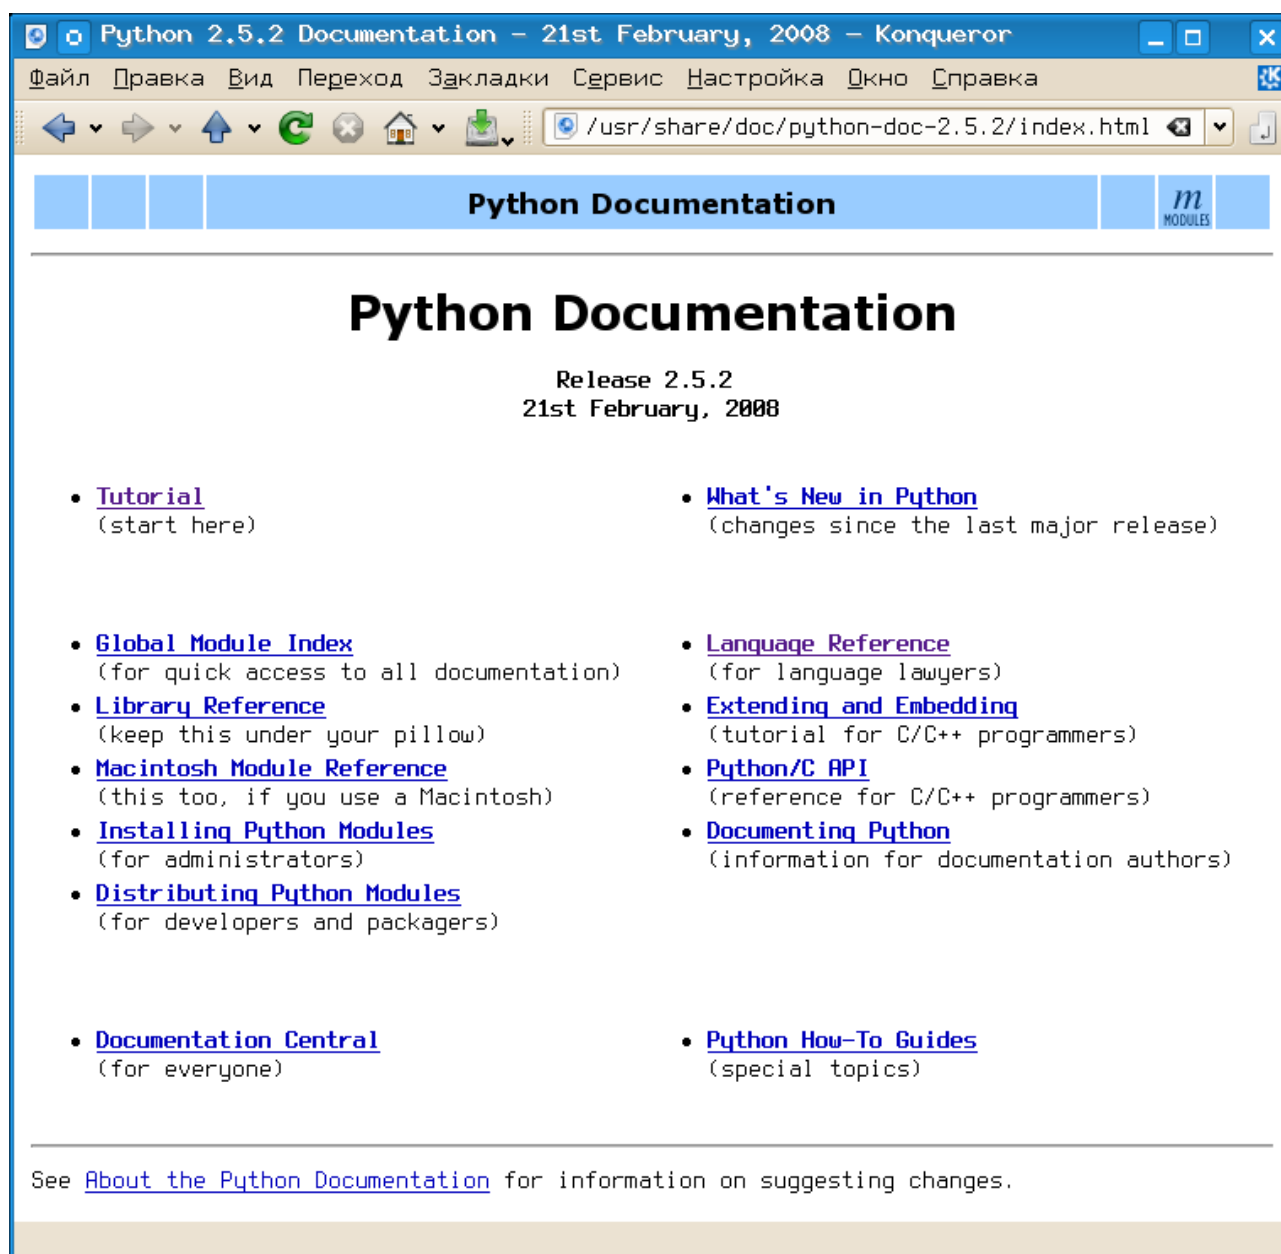 Python 2.5.2 Documentation – 21st February, 2008 – Konqueror
Файл Правка Вид Переход Закладки Сервис Настройка Окно Справка
/usr/share/doc/python-doc-2.5.2/index.html
Python Documentation
m
MODULES
Python Documentation
Release 2.5.2
21st February, 2008
Tutorial
(start here)
What's New in Python
(changes since the last major release)
Global Module Index
(for quick access to all documentation)
Library Reference
(keep this under your pillow)
Macintosh Module Reference
(this too, if you use a Macintosh)
Installing Python Modules
(for administrators)
Distributing Python Modules
(for developers and packagers)
Language Reference
(for language lawyers)
Extending and Embedding
(tutorial for C/C++ programmers)
Python/C API
(reference for C/C++ programmers)
Documenting Python
(information for documentation authors)
Documentation Central
(for everyone)
Python How-To Guides
(special topics)
See About the Python Documentation for information on suggesting changes.